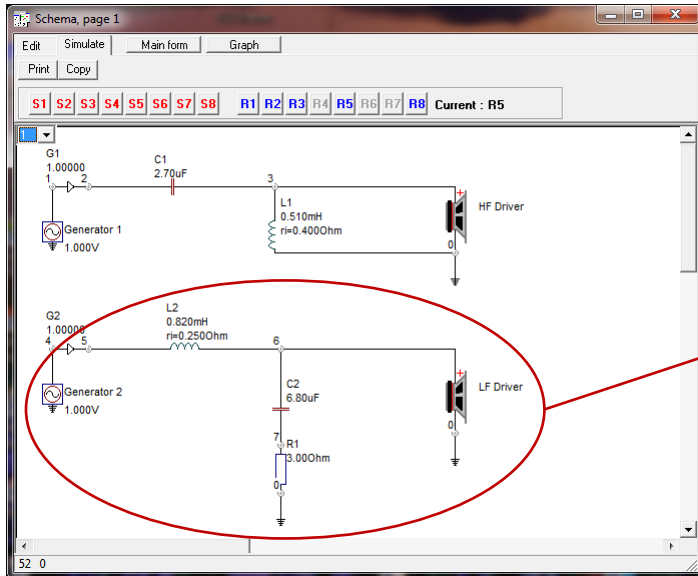 Schema, page 1
Edit Simulate Main form Graph
Print Copy
S1 S2 S3 S4 S5 S6 S7 S8 R1 R2 R3 R4 R5 R6 R7 R8 Current : R5
1
G1
1.00000
1 2
C1
2.70uF
3
L1
0.510mH
ri=0.400Ohm
+
HF Driver
0
Generator 1
1.000V
G2
1.00000
4 5
L2
0.820mH
ri=0.250Ohm
6
C2
6.80uF
+
LF Driver
0
Generator 2
1.000V
7
R1
3.00Ohm
0
52 0